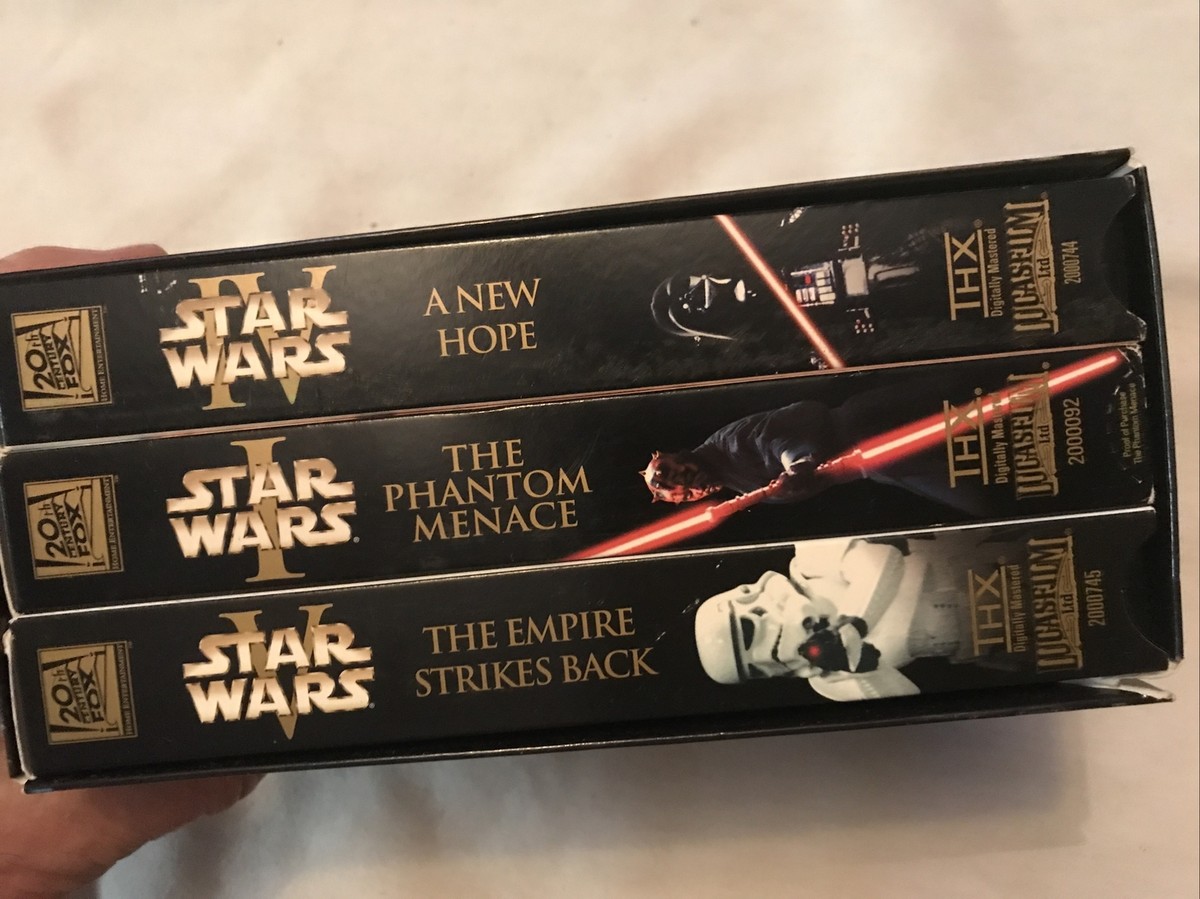 20th
CENTURY
FOX
HOME ENTERTAINMENT
IV
STAR
WARS
A NEW
HOPE
THX
Digitally Mastered
LUCASFILM
Ltd
2000744
20th
CENTURY
FOX
HOME ENTERTAINMENT
I
STAR
WARS
THE
PHANTOM
MENACE
THX
Digitally
LUCASFILM
Ltd
2000092
Proof of Purchase
The Phantom Menace
20th
CENTURY
FOX
HOME ENTERTAINMENT
V
STAR
WARS
THE EMPIRE
STRIKES BACK
THX
Digitally Mastered
LUCASFILM
Ltd
2000745